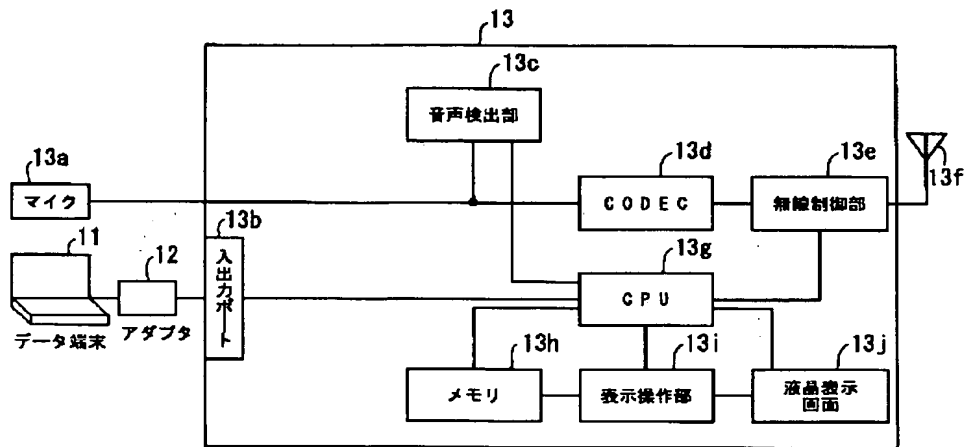 13
13c
音声検出部
13a
マイク
13d
CODEC
13e
無線制御部
13f
13b
入出力ポート
11
データ端末
12
アダプタ
13g
CPU
13h
メモリ
13i
表示操作部
13j
液晶表示
画面